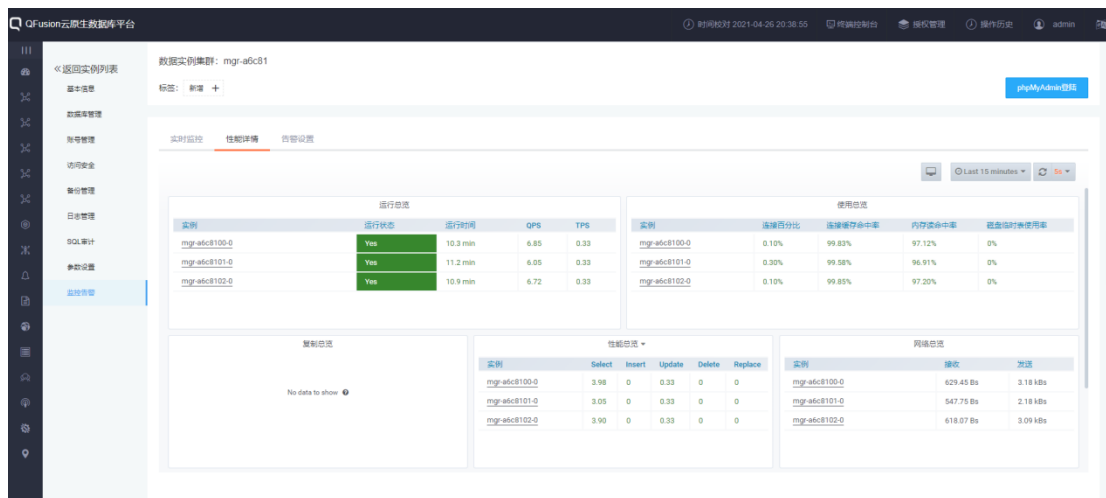 QFusion云原生数据库平台 时间校对 2021-04-26 20:38:55 终端控制台 授权管理 操作历史 admin
«返回实例列表
基本信息
数据库管理
账号管理
访问安全
备份管理
日志管理
SQL审计
参数设置
监控告警
数据实例集群：mgr-a6c81
标签： 新增 +
phpMyAdmin登陆
实时监控 性能详情 告警设置
Last 15 minutes 5s
运行总览
实例 运行状态 运行时间 QPS TPS
mgr-a6c8100-0 Yes 10.3 min 6.85 0.33
mgr-a6c8101-0 Yes 11.2 min 6.05 0.33
mgr-a6c8102-0 Yes 10.9 min 6.72 0.33
使用总览
实例 连接百分比 连接缓存命中率 内存读命中率 磁盘临时表使用率
mgr-a6c8100-0 0.10% 99.83% 97.12% 0%
mgr-a6c8101-0 0.30% 99.58% 96.91% 0%
mgr-a6c8102-0 0.10% 99.85% 97.20% 0%
复制总览
No data to show
性能总览
实例 Select Insert Update Delete Replace
mgr-a6c8100-0 3.98 0 0.33 0 0
mgr-a6c8101-0 3.05 0 0.33 0 0
mgr-a6c8102-0 3.90 0 0.33 0 0
网络总览
实例 接收 发送
mgr-a6c8100-0 629.45 Bs 3.18 kBs
mgr-a6c8101-0 547.75 Bs 2.18 kBs
mgr-a6c8102-0 618.07 Bs 3.09 kBs